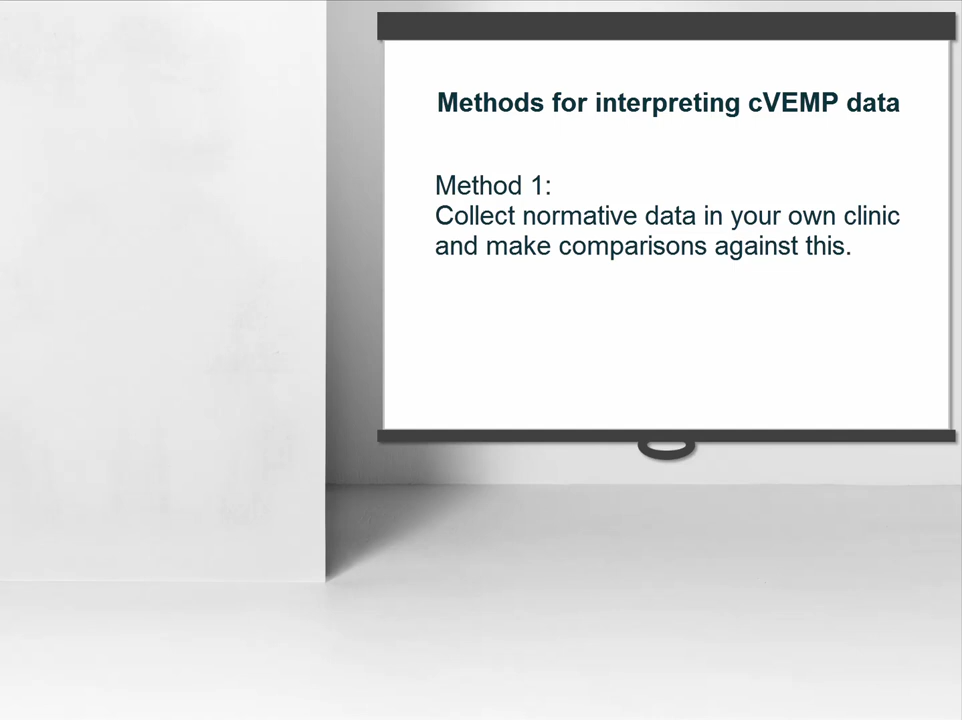 Methods for interpreting cVEMP data
Method 1:
Collect normative data in your own clinic
and make comparisons against this.